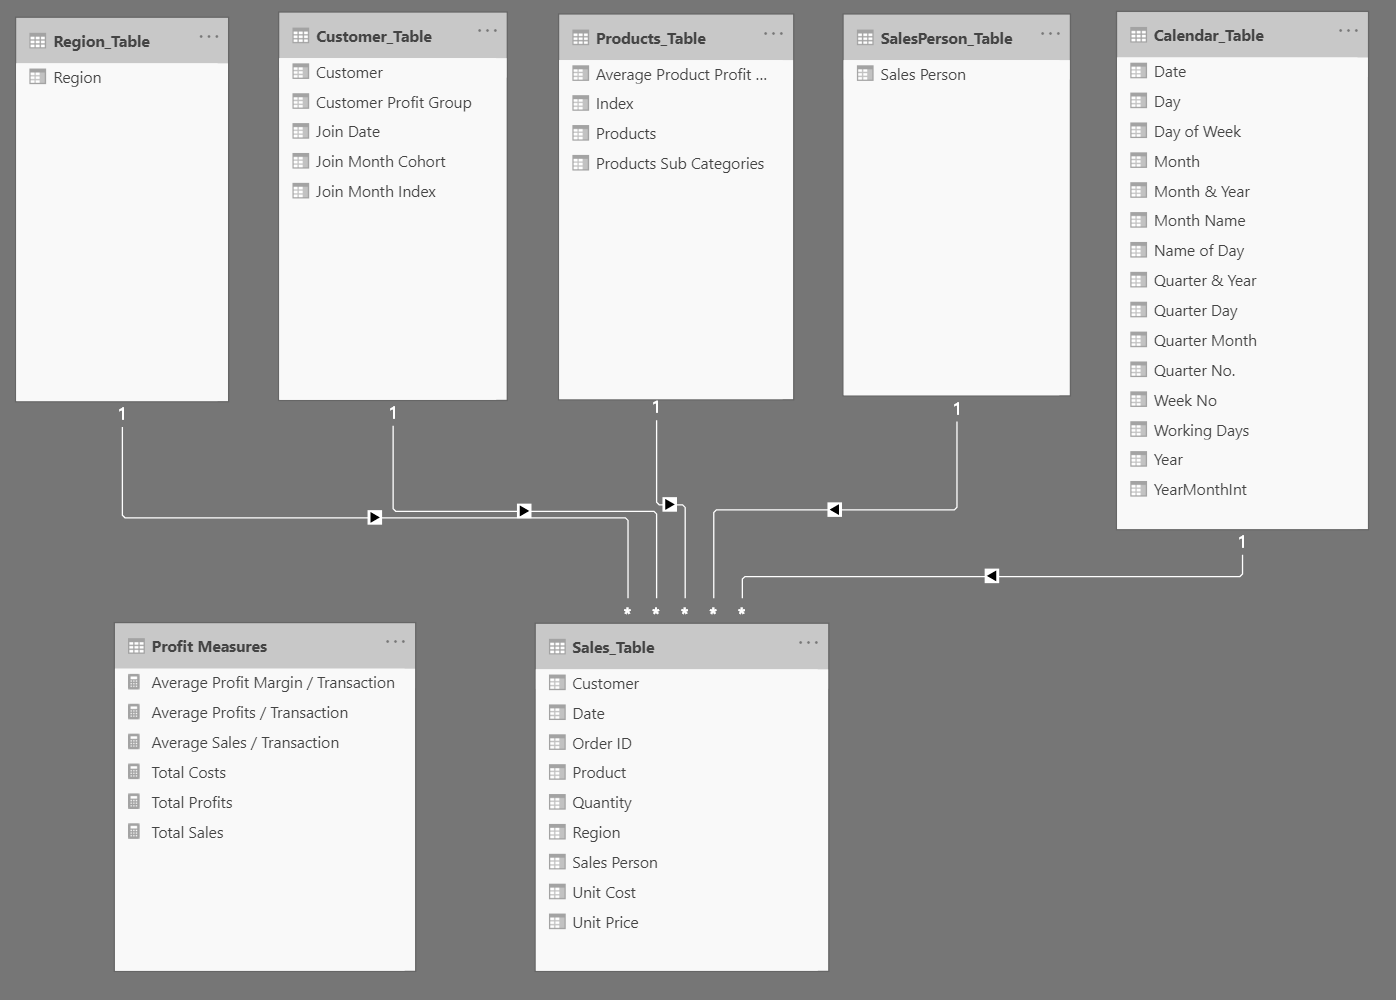 Region_Table
Region
Customer_Table
Customer
Customer Profit Group
Join Date
Join Month Cohort
Join Month Index
Products_Table
Average Product Profit ...
Index
Products
Products Sub Categories
SalesPerson_Table
Sales Person
Calendar_Table
Date
Day
Day of Week
Month
Month & Year
Month Name
Name of Day
Quarter & Year
Quarter Day
Quarter Month
Quarter No.
Week No
Working Days
Year
YearMonthInt
1
1
1
1
1
* * * * *
Profit Measures
Average Profit Margin / Transaction
Average Profits / Transaction
Average Sales / Transaction
Total Costs
Total Profits
Total Sales
Sales_Table
Customer
Date
Order ID
Product
Quantity
Region
Sales Person
Unit Cost
Unit Price